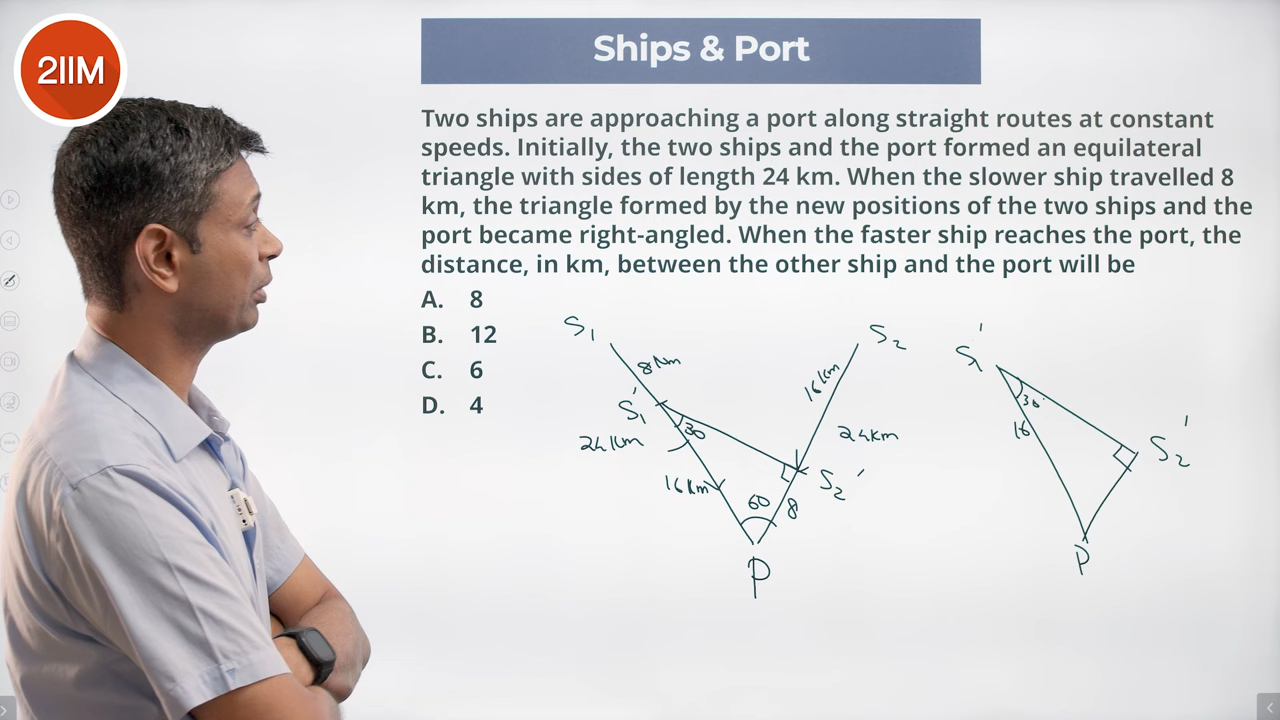 2IIM
Ships & Port
Two ships are approaching a port along straight routes at constant
speeds. Initially, the two ships and the port formed an equilateral
triangle with sides of length 24 km. When the slower ship travelled 8
km, the triangle formed by the new positions of the two ships and the
port became right-angled. When the faster ship reaches the port, the
distance, in km, between the other ship and the port will be
A. 8
B. 12
C. 6
D. 4
S1
S2
S1'
8km
16km
S1'
30
30°
24km
24km
16
S2'
16km
S2'
60
8
P
P